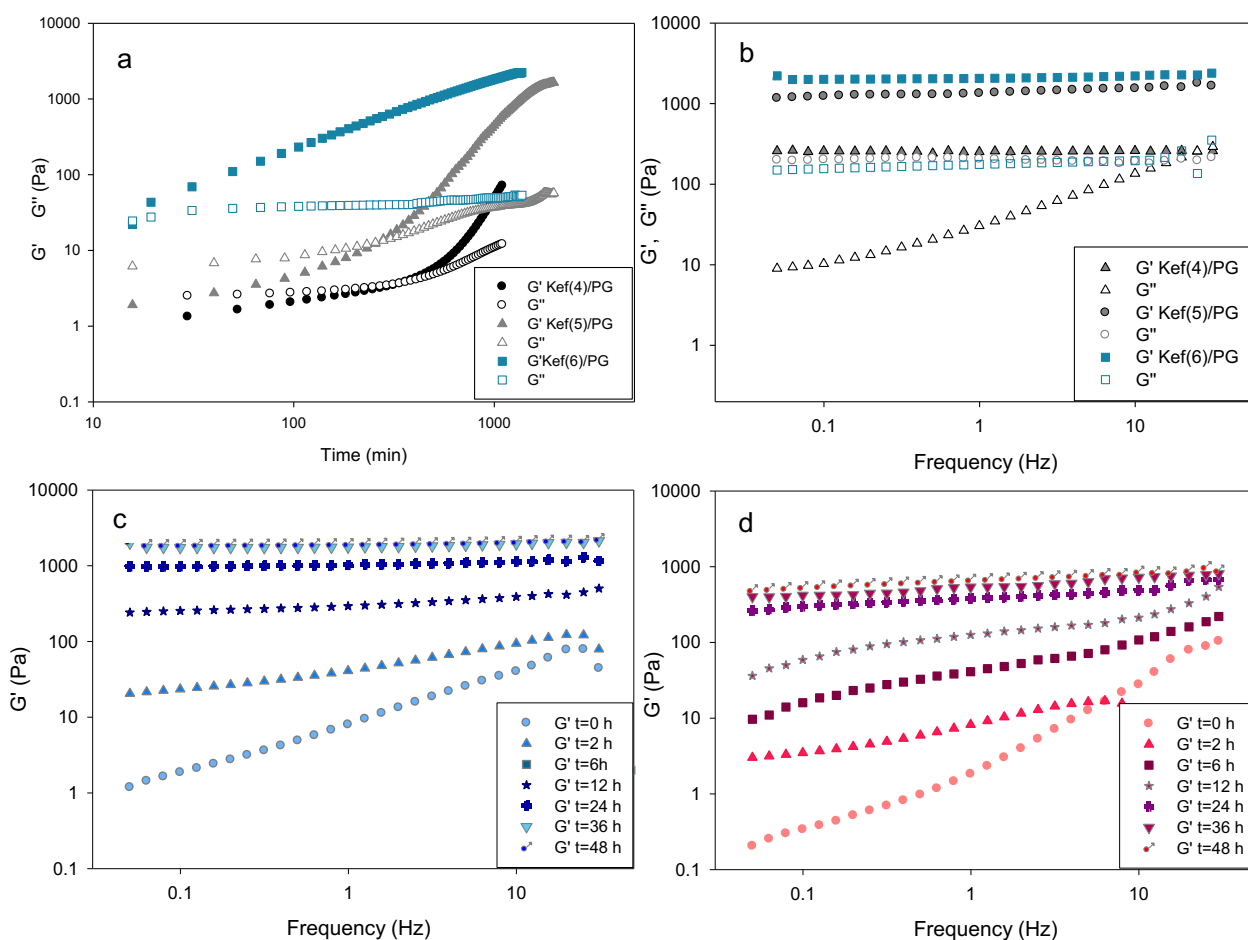 a
10000
1000
100
10
1
0.1
G'   G'' (Pa)
10
100
1000
Time (min)
G' Kef(4)/PG
G''
G' Kef(5)/PG
G''
G'Kef(6)/PG
G''
b
10000
1000
100
10
1
G', G'' (Pa)
0.1
1
10
Frequency (Hz)
G' Kef(4)/PG
G''
G' Kef(5)/PG
G''
G' Kef(6)/PG
G''
c
10000
1000
100
10
1
0.1
G' (Pa)
0.1
1
10
Frequency (Hz)
G' t=0 h
G' t=2 h
G' t=6h
G' t=12 h
G' t=24 h
G' t=36 h
G' t=48 h
d
10000
1000
100
10
1
0.1
G' (Pa)
0.1
1
10
Frequency (Hz)
G' t=0 h
G' t=2 h
G' t=6 h
G' t=12 h
G' t=24 h
G' t=36 h
G' t=48 h